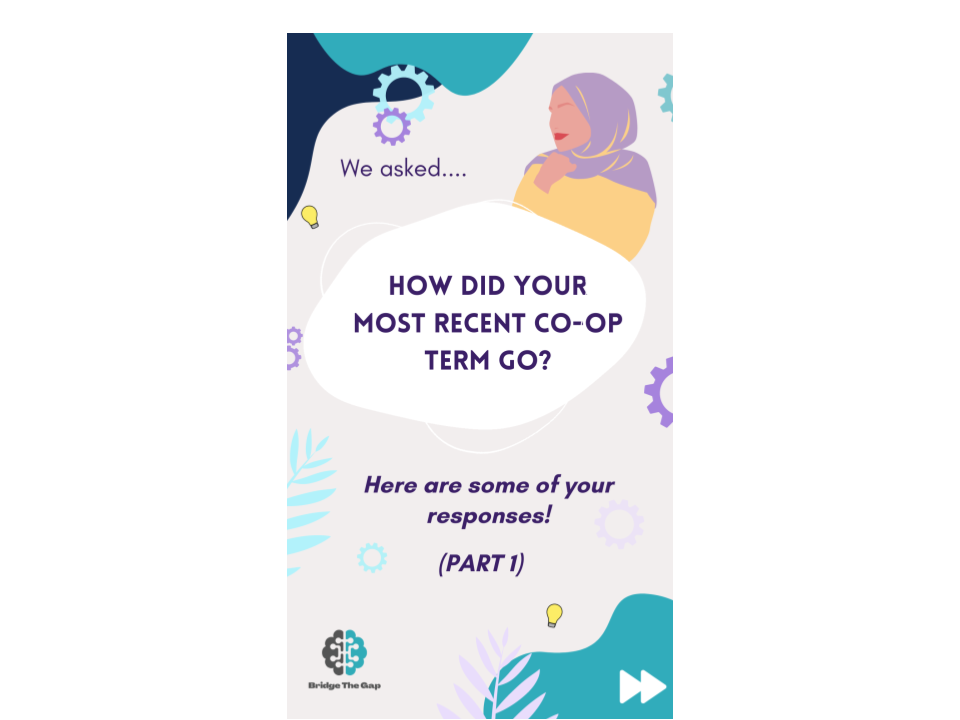 We asked....
HOW DID YOUR
MOST RECENT CO-OP
TERM GO?
Here are some of your
responses!
(PART 1)
Bridge The Gap